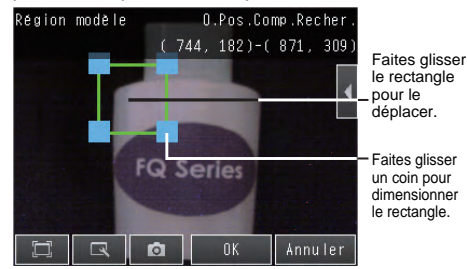 Région modèle
0.Pos.Comp.Recher.
( 744, 182)-( 871, 309)
Faites glisser
le rectangle
pour le
déplacer.
FQ Series
Faites glisser
un coin pour
dimensionner
le rectangle.
OK
Annuler